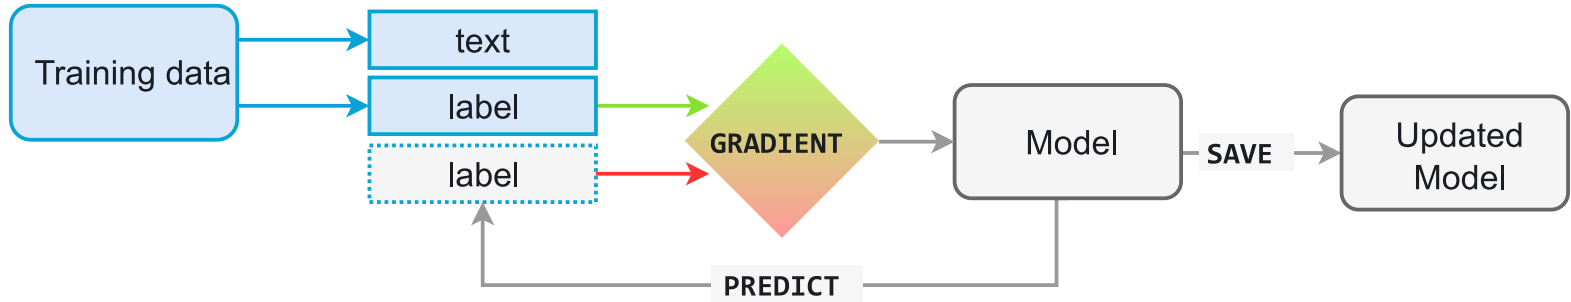 Training data
text
label
label
GRADIENT
Model
SAVE
Updated
Model
PREDICT